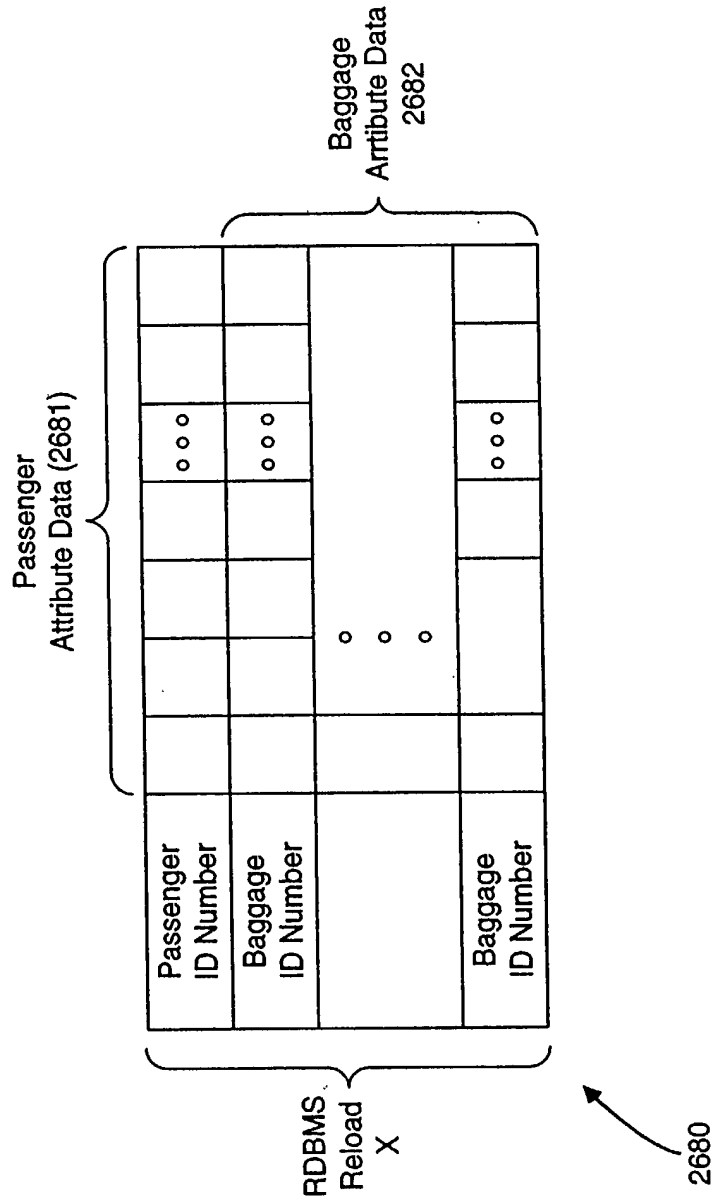 Passenger
Attribute Data (2681)
RDBMS
Reload
X
Passenger
ID Number
Baggage
ID Number
Baggage
ID Number
Baggage
Arrtibute Data
2682
2680